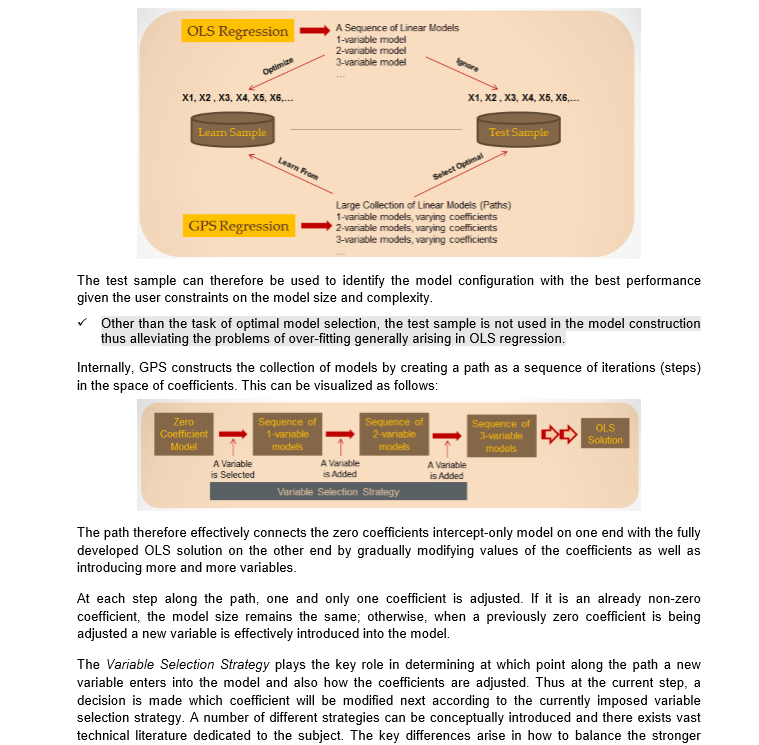 OLS Regression
A Sequence of Linear Models
1-variable model
2-variable model
3-variable model
...
Optimize
Ignore
X1, X2 , X3, X4, X5, X6,...
X1, X2 , X3, X4, X5, X6,...
Learn Sample
Test Sample
Learn From
Select Optimal
Large Collection of Linear Models (Paths)
GPS Regression
1-variable models, varying coefficients
2-variable models, varying coefficients
3-variable models, varying coefficients
...
The test sample can therefore be used to identify the model configuration with the best performance
given the user constraints on the model size and complexity.
✓ Other than the task of optimal model selection, the test sample is not used in the model construction
thus alleviating the problems of over-fitting generally arising in OLS regression.
Internally, GPS constructs the collection of models by creating a path as a sequence of iterations (steps)
in the space of coefficients. This can be visualized as follows:
Zero
Coefficient
Model
Sequence of
1-variable
models
Sequence of
2-variable
models
Sequence of
3-variable
models
OLS
Solution
A Variable
is Selected
A Variable
is Added
A Variable
is Added
Variable Selection Strategy
The path therefore effectively connects the zero coefficients intercept-only model on one end with the fully
developed OLS solution on the other end by gradually modifying values of the coefficients as well as
introducing more and more variables.
At each step along the path, one and only one coefficient is adjusted. If it is an already non-zero
coefficient, the model size remains the same; otherwise, when a previously zero coefficient is being
adjusted a new variable is effectively introduced into the model.
The Variable Selection Strategy plays the key role in determining at which point along the path a new
variable enters into the model and also how the coefficients are adjusted. Thus at the current step, a
decision is made which coefficient will be modified next according to the currently imposed variable
selection strategy. A number of different strategies can be conceptually introduced and there exists vast
technical literature dedicated to the subject. The key differences arise in how to balance the stronger